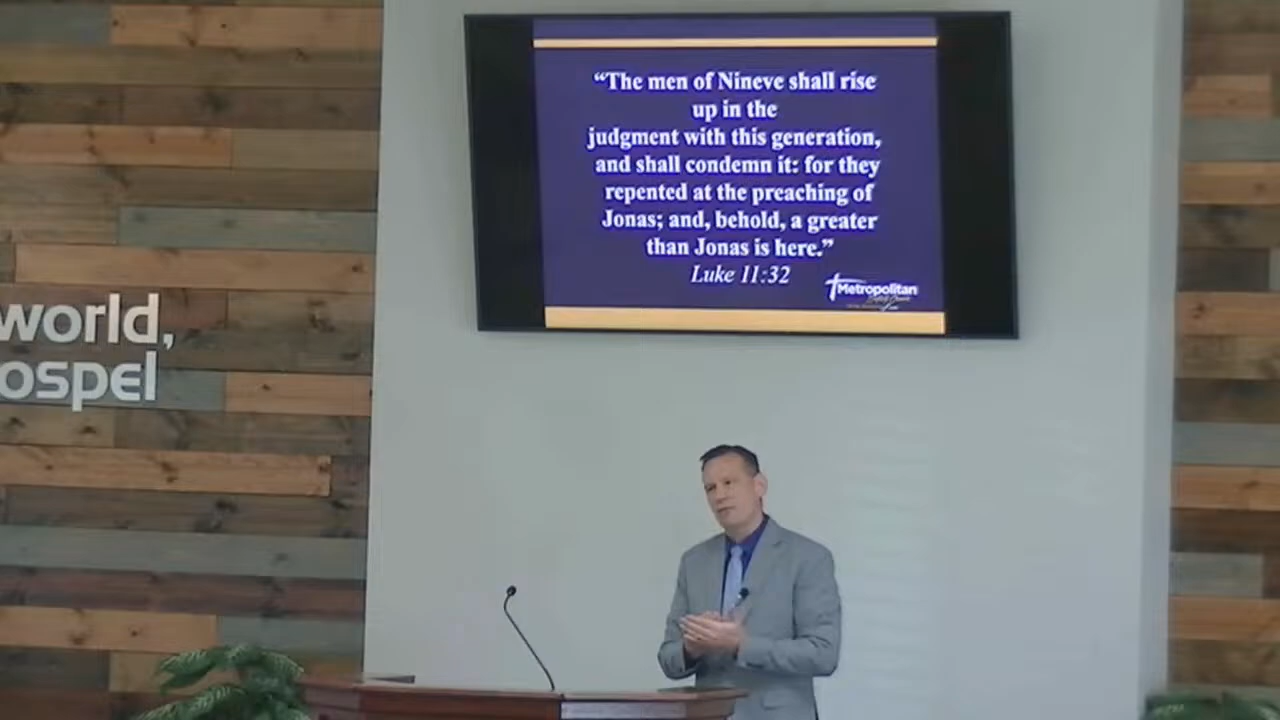 “The men of Nineve shall rise
up in the
judgment with this generation,
and shall condemn it: for they
repented at the preaching of
Jonas; and, behold, a greater
than Jonas is here.”
Luke 11:32
Metropolitan
world,
ospel